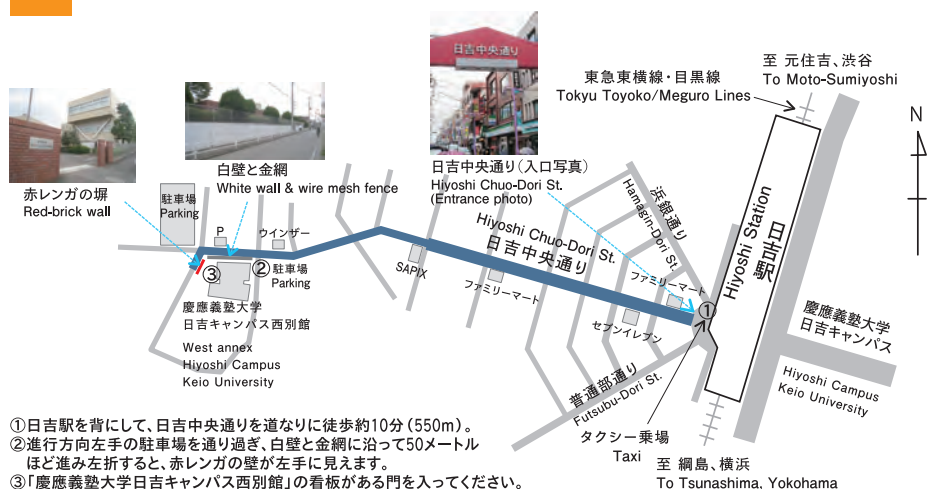 日吉中央通り
至 元住吉、渋谷
To Moto-Sumiyoshi
東急東横線・目黒線
Tokyu Toyoko/Meguro Lines
N
赤レンガの塀
Red-brick wall
白壁と金網
White wall & wire mesh fence
日吉中央通り(入口写真)
Hiyoshi Chuo-Dori St.
(Entrance photo)
駐車場
Parking
P
ウインザー
浜銀通り
Hamagin-Dori St.
Hiyoshi Chuo-Dori St.
日吉中央通り
Hiyoshi Station
日吉駅
SAPIX
ファミリーマート
ファミリーマート
セブンイレブン
①
②
駐車場
Parking
③
慶應義塾大学
日吉キャンパス西別館
West annex
Hiyoshi Campus
Keio University
慶應義塾大学
日吉キャンパス
Hiyoshi Campus
Keio University
普通部通り
Futsubu-Dori St.
タクシー乗場
Taxi
至 綱島、横浜
To Tsunashima, Yokohama
①日吉駅を背にして、日吉中央通りを道なりに徒歩約10分(550m)。
②進行方向左手の駐車場を通り過ぎ、白壁と金網に沿って50メートル
ほど進み左折すると、赤レンガの壁が左手に見えます。
③「慶應義塾大学日吉キャンパス西別館」の看板がある門を入ってください。